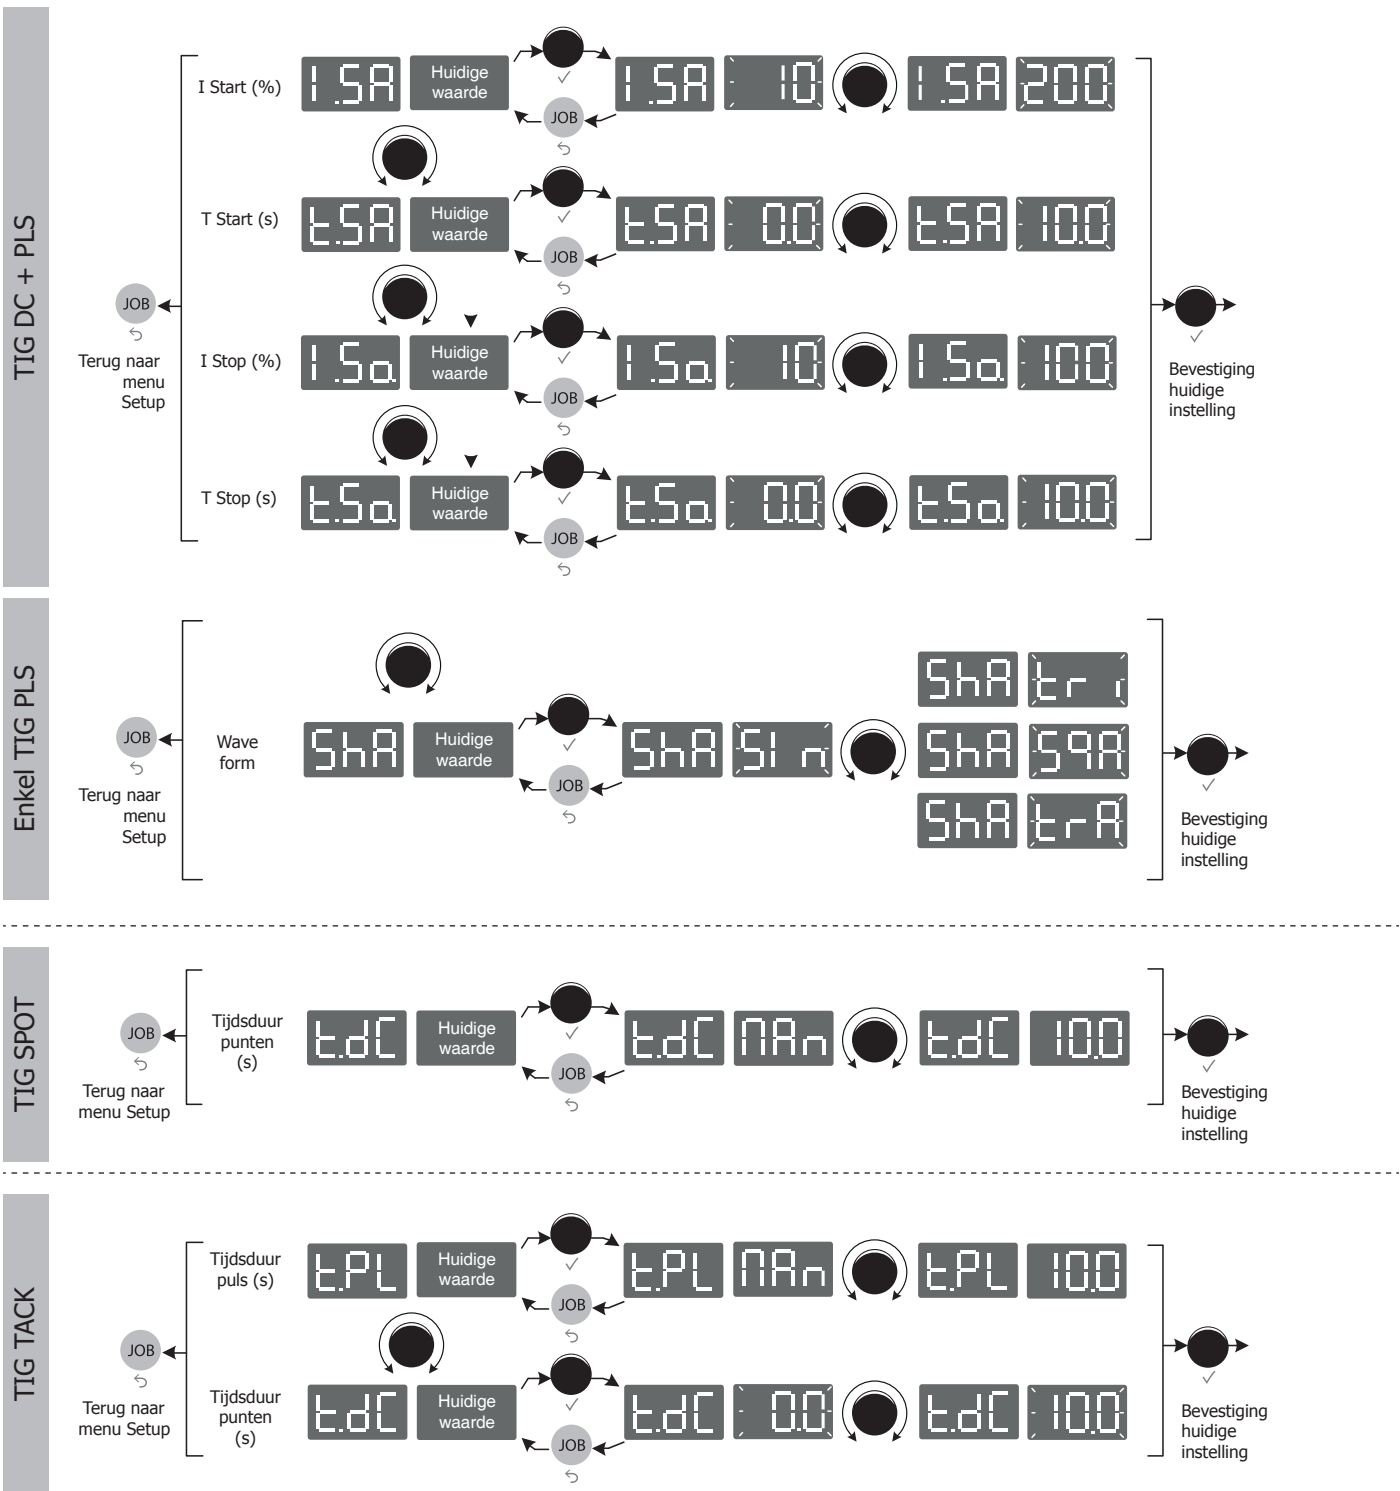 TIG DC + PLS
I Start (%)
I.SA
Huidige
waarde
JOB
I.SA
10
I.SA
200
T Start (s)
t.SA
Huidige
waarde
JOB
t.SA
0.0
t.SA
10.0
JOB
Terug naar
menu
Setup
I Stop (%)
I.So.
Huidige
waarde
JOB
I.So.
10
I.So.
100
Bevestiging
huidige
instelling
T Stop (s)
t.So.
Huidige
waarde
JOB
t.So.
0.0
t.So.
10.0
Enkel TIG PLS
JOB
Terug naar
menu
Setup
Wave
form
ShA
Huidige
waarde
JOB
ShA
SIn
ShA
tri
ShA
SqA
ShA
trA
Bevestiging
huidige
instelling
TIG SPOT
JOB
Terug naar
menu Setup
Tijdsduur
punten
(s)
t.dC
Huidige
waarde
JOB
t.dC
MAn
t.dC
10.0
Bevestiging
huidige
instelling
TIG TACK
Tijdsduur
puls (s)
t.PL
Huidige
waarde
JOB
t.PL
MAn
t.PL
10.0
JOB
Terug naar
menu Setup
Tijdsduur
punten
(s)
t.dC
Huidige
waarde
JOB
t.dC
0.0
t.dC
10.0
Bevestiging
huidige
instelling